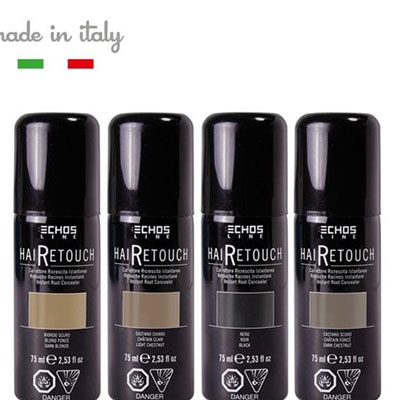 made in italy
ECHOS
LINE
HAIRETOUCH
Correttore Ricrescita Istantaneo
Retouche Racines Instantané
Instant Root Concealer
BIONDO SCURO
BLOND FONCÉ
DARK BLONDE
75 ml ℮ 2,53 fl oz
DANGER
ECHOS
LINE
HAIRETOUCH
Correttore Ricrescita Istantaneo
Retouche Racines Instantané
Instant Root Concealer
CASTANO CHIARO
CHÂTAIN CLAIR
LIGHT CHESTNUT
75 ml ℮ 2,53 fl oz
DANGER
ECHOS
LINE
HAIRETOUCH
Correttore Ricrescita Istantaneo
Retouche Racines Instantané
Instant Root Concealer
NERO
NOIR
BLACK
75 ml ℮ 2,53 fl oz
DANGER
ECHOS
LINE
HAIRETOUCH
Correttore Ricrescita Istantaneo
Retouche Racines Instantané
Instant Root Concealer
CASTANO SCURO
CHÂTAIN FONCÉ
DARK CHESTNUT
75 ml ℮ 2,53 fl oz
DANGER